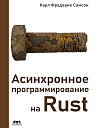 Карл Фредерик Самсон
Асинхронное
программирование
на Rust